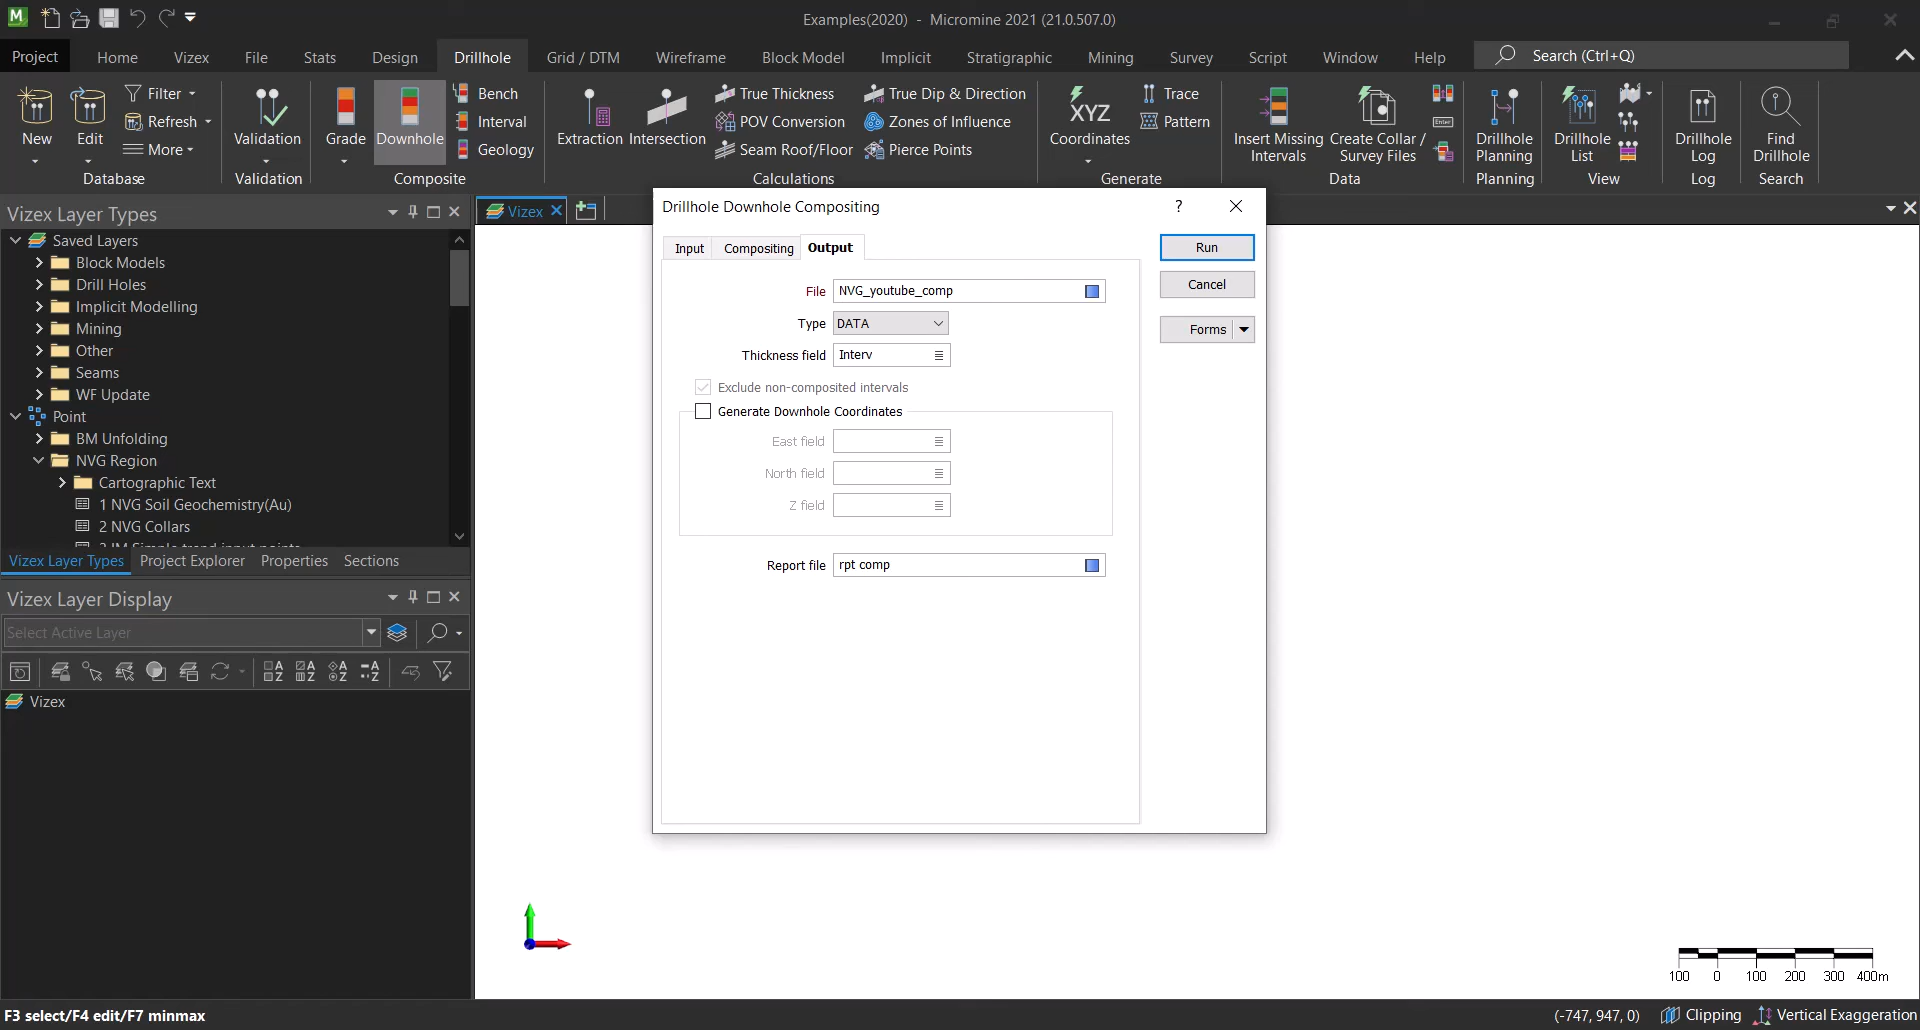 M
Examples(2020) - Micromine 2021 (21.0.507.0)
Project Home Vizex File Stats Design Drillhole Grid / DTM Wireframe Block Model Implicit Stratigraphic Mining Survey Script Window Help Search (Ctrl+Q)
New
Edit
Filter
Refresh
More
Database
Validation
Validation
Grade
Downhole
Bench
Interval
Geology
Composite
Extraction
Intersection
True Thickness
POV Conversion
Seam Roof/Floor
True Dip & Direction
Zones of Influence
Pierce Points
Calculations
XYZ
Coordinates
Trace
Pattern
Generate
Insert Missing
Intervals
Create Collar /
Survey Files
Enter
Data
Drillhole
Planning
Planning
Drillhole
List
View
Drillhole
Log
Log
Find
Drillhole
Search
Vizex Layer Types
Saved Layers
Block Models
Drill Holes
Implicit Modelling
Mining
Other
Seams
WF Update
Point
BM Unfolding
NVG Region
Cartographic Text
1 NVG Soil Geochemistry(Au)
2 NVG Collars
Vizex Layer Types Project Explorer Properties Sections
Vizex Layer Display
Select Active Layer
Vizex
Vizex
Drillhole Downhole Compositing
?
Input Compositing Output
File NVG_youtube_comp
Type DATA
Thickness field Interv
Exclude non-composited intervals
Generate Downhole Coordinates
East field
North field
Z field
Report file rpt comp
Run
Cancel
Forms
100 0 100 200 300 400m
F3 select/F4 edit/F7 minmax
(-747, 947, 0) Clipping Vertical Exaggeration